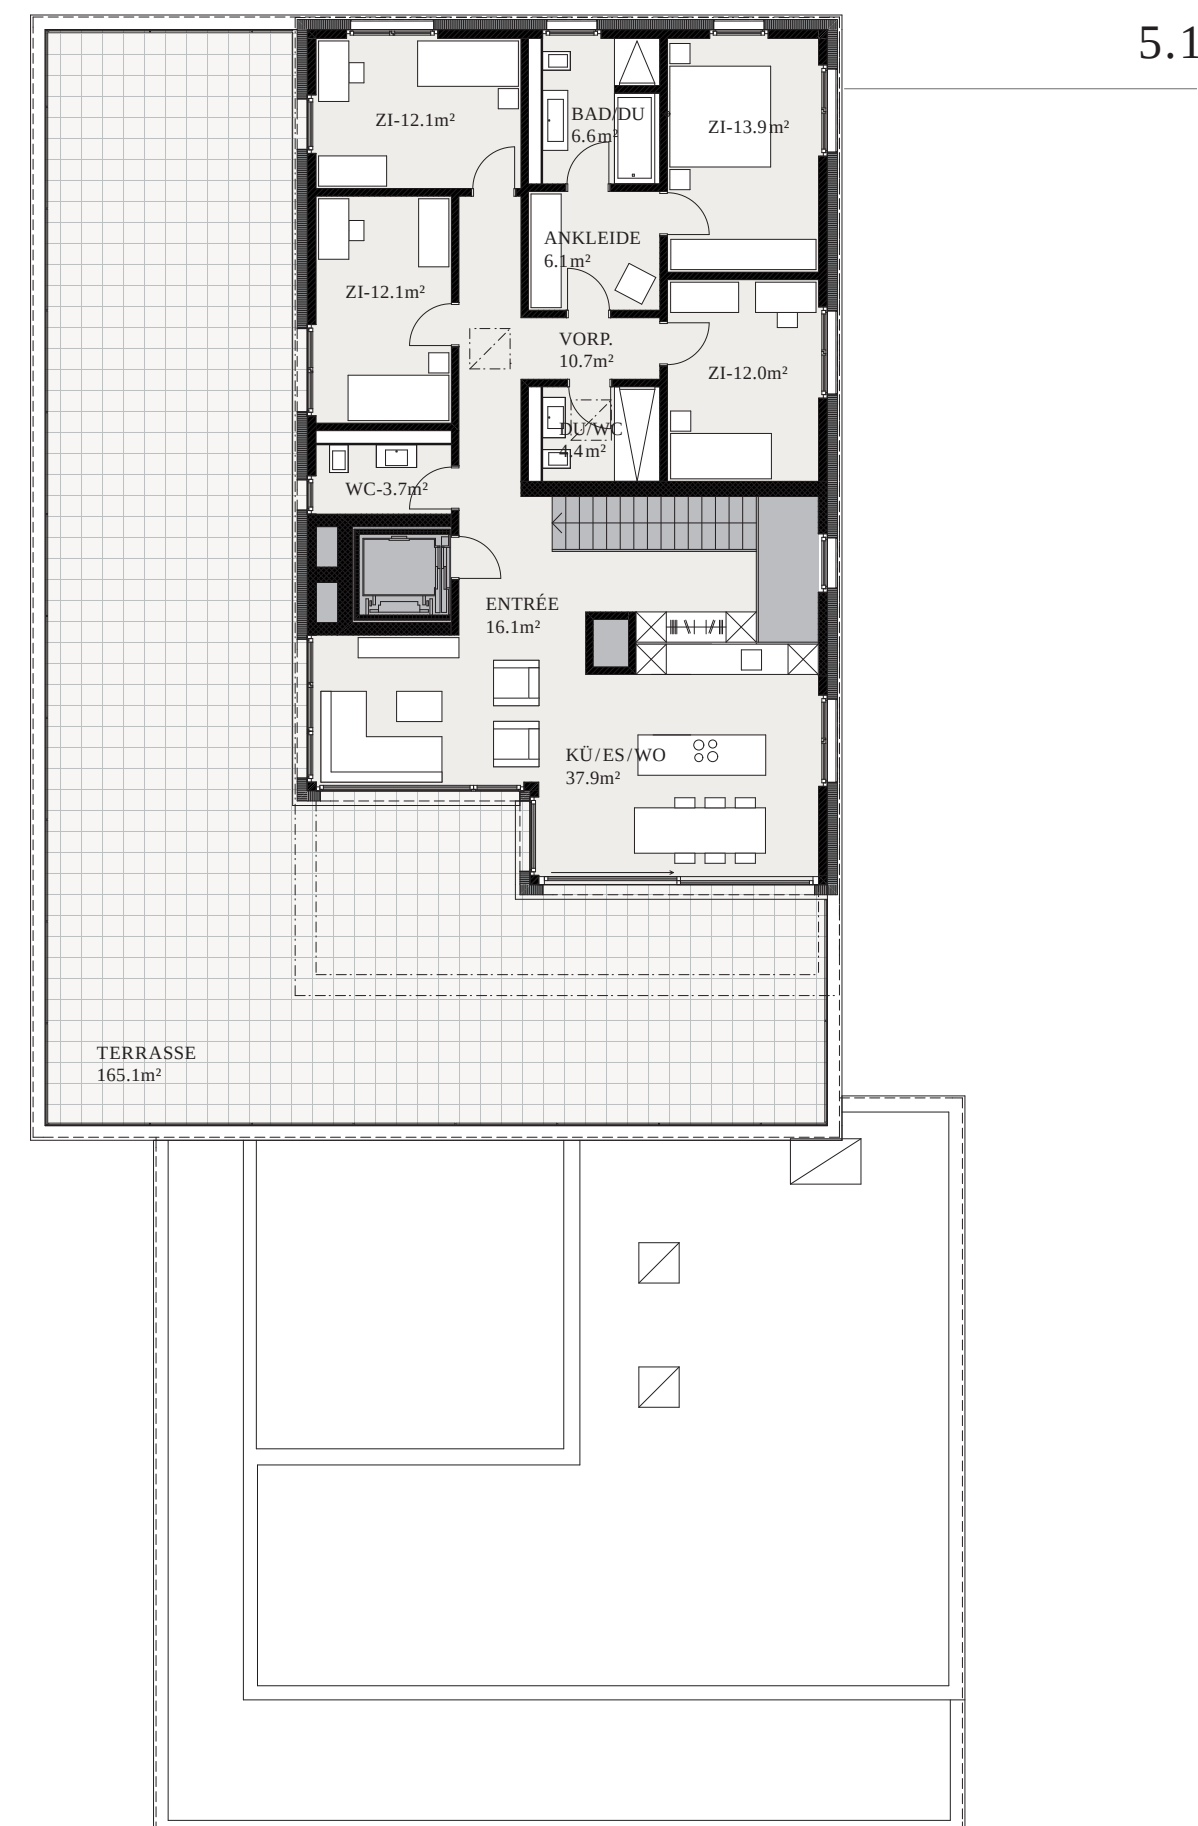 5.1
ZI-12.1m²
BAD/DU
6.6m²
ZI-13.9m²
ANKLEIDE
6.1m²
ZI-12.1m²
VORP.
10.7m²
ZI-12.0m²
DU/WC
4.4m²
WC-3.7m²
ENTRÉE
16.1m²
KÜ/ES/WO
37.9m²
TERRASSE
165.1m²